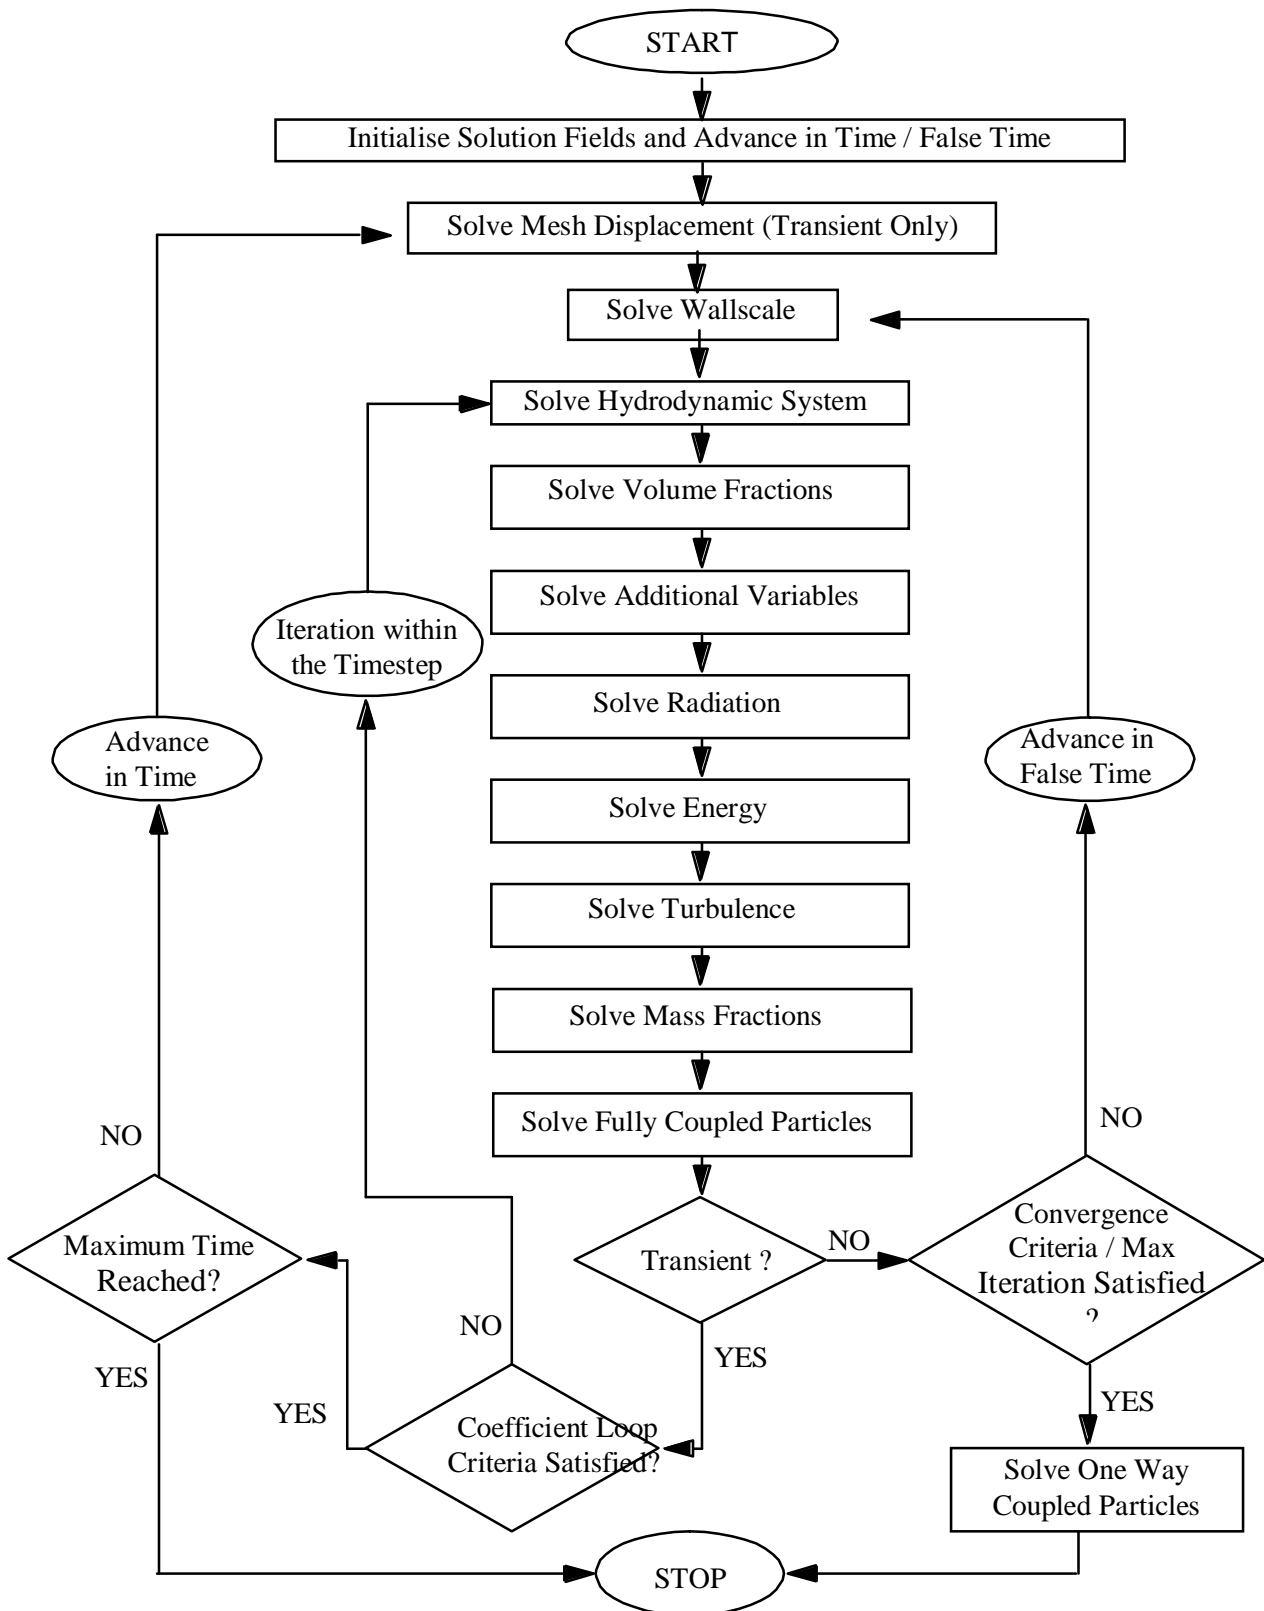 START
Initialise Solution Fields and Advance in Time / False Time
Solve Mesh Displacement (Transient Only)
Solve Wallscale
Solve Hydrodynamic System
Solve Volume Fractions
Solve Additional Variables
Iteration within
the Timestep
Solve Radiation
Advance
in Time
Advance in
False Time
Solve Energy
Solve Turbulence
Solve Mass Fractions
Solve Fully Coupled Particles
NO
NO
Maximum Time
Reached?
Transient ?
NO
Convergence
Criteria / Max
Iteration Satisfied
?
NO
YES
YES
YES
YES
Coefficient Loop
Criteria Satisfied?
Solve One Way
Coupled Particles
STOP